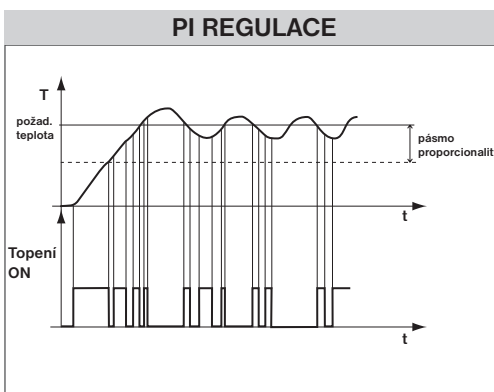 PI REGULACE
T
požad.
teplota
pásmo
proporcionalit
t
Topení
ON
t